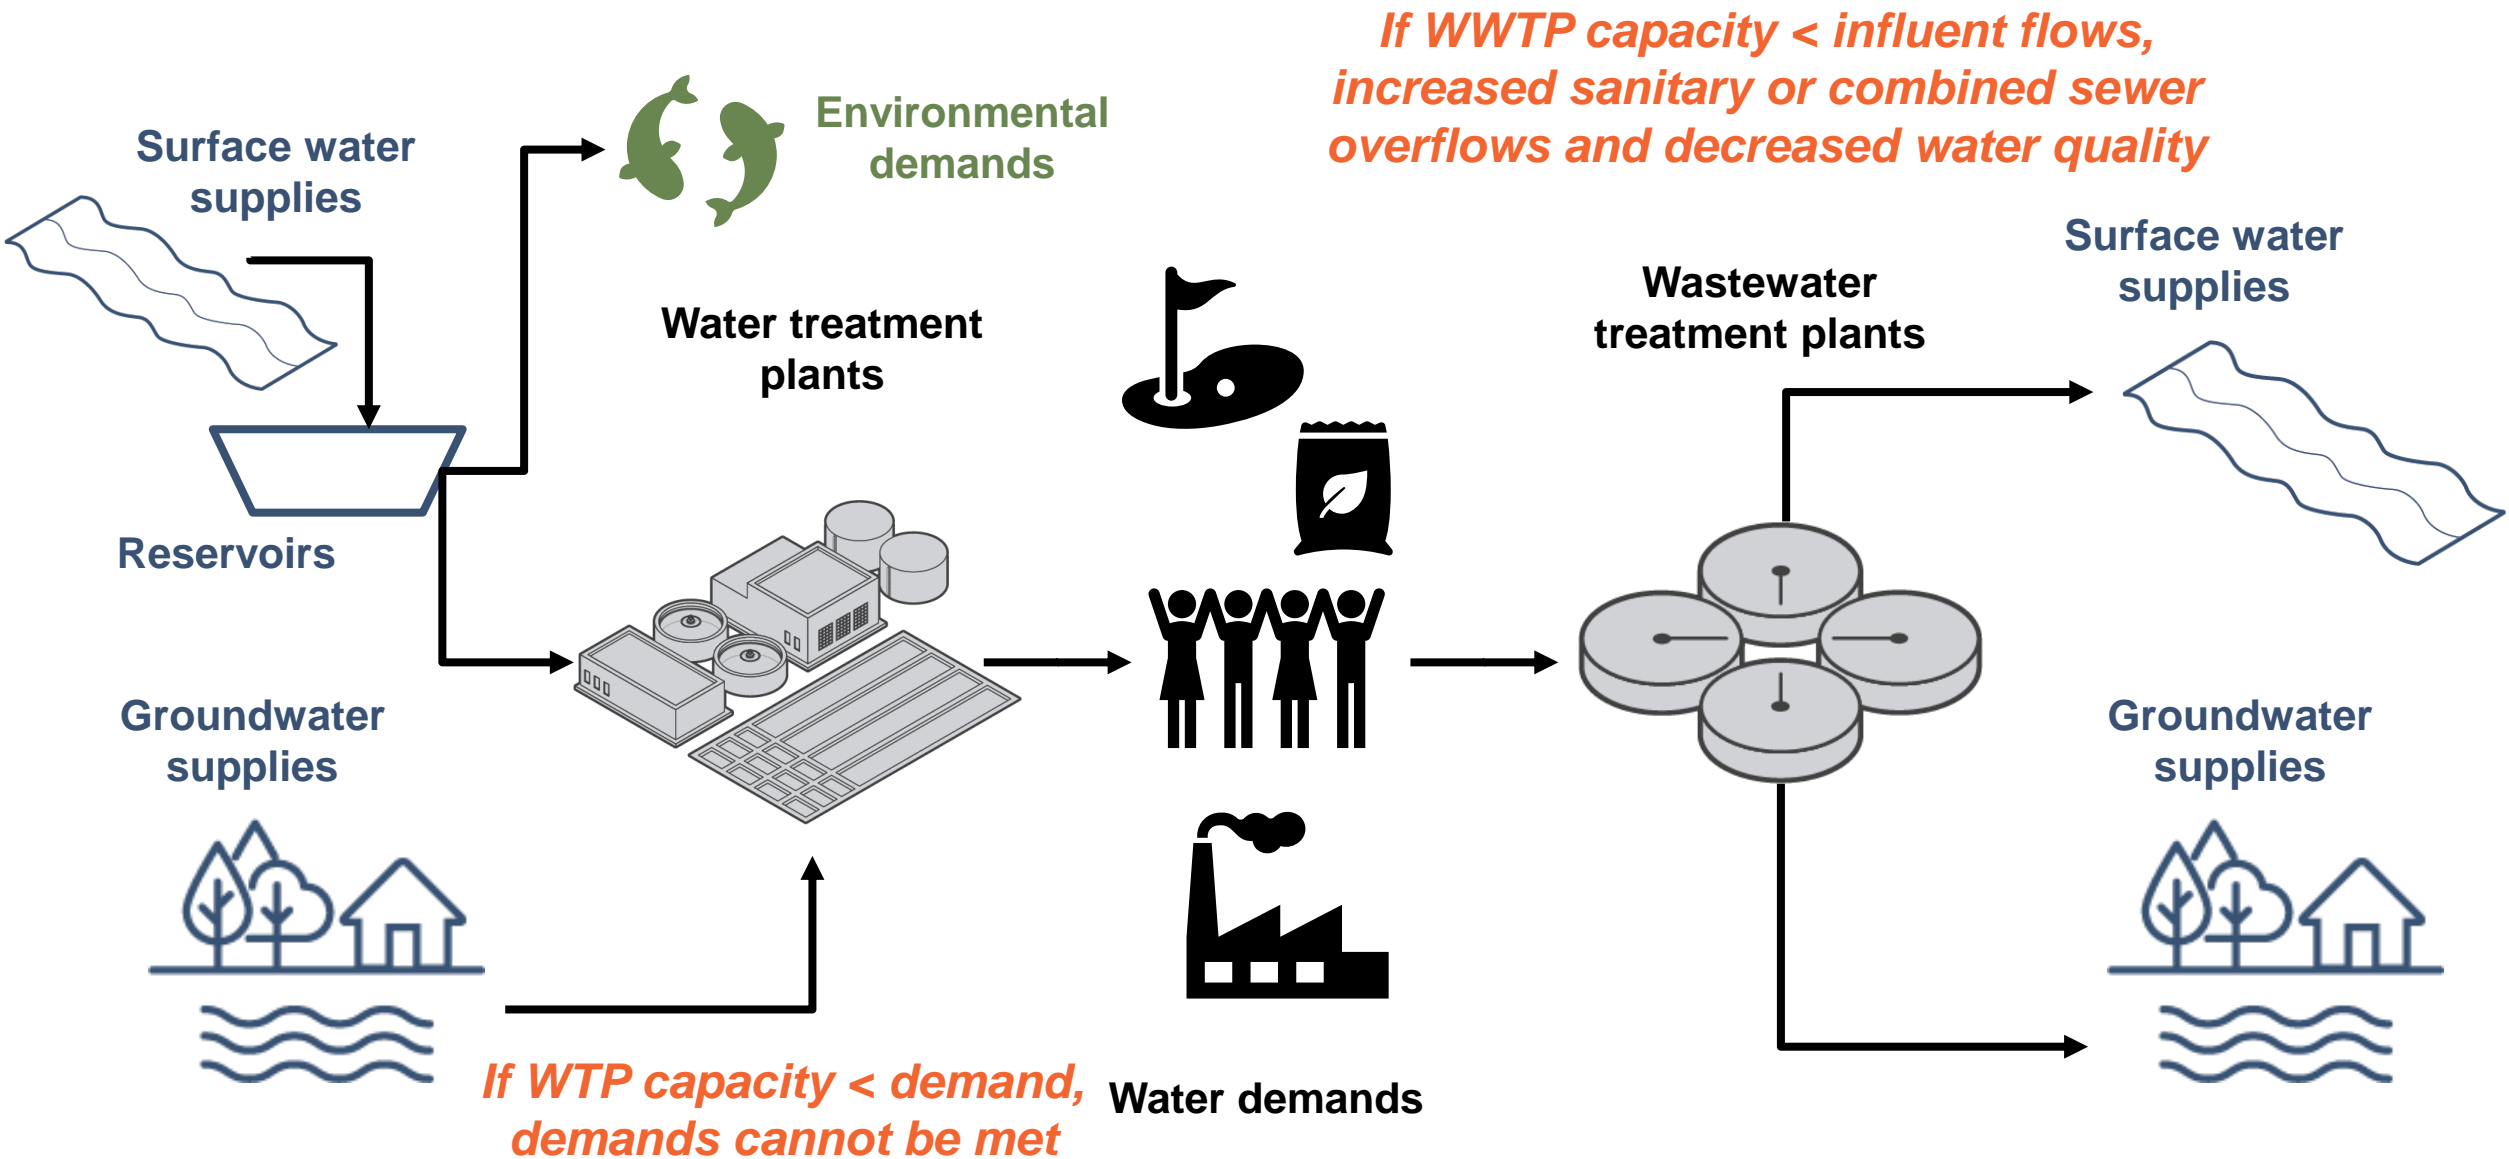 If WWTP capacity < influent flows,
increased sanitary or combined sewer
overflows and decreased water quality
Environmental
demands
Surface water
supplies
Surface water
supplies
Wastewater
treatment plants
Water treatment
plants
Reservoirs
Groundwater
supplies
Groundwater
supplies
If WTP capacity < demand,
demands cannot be met
Water demands